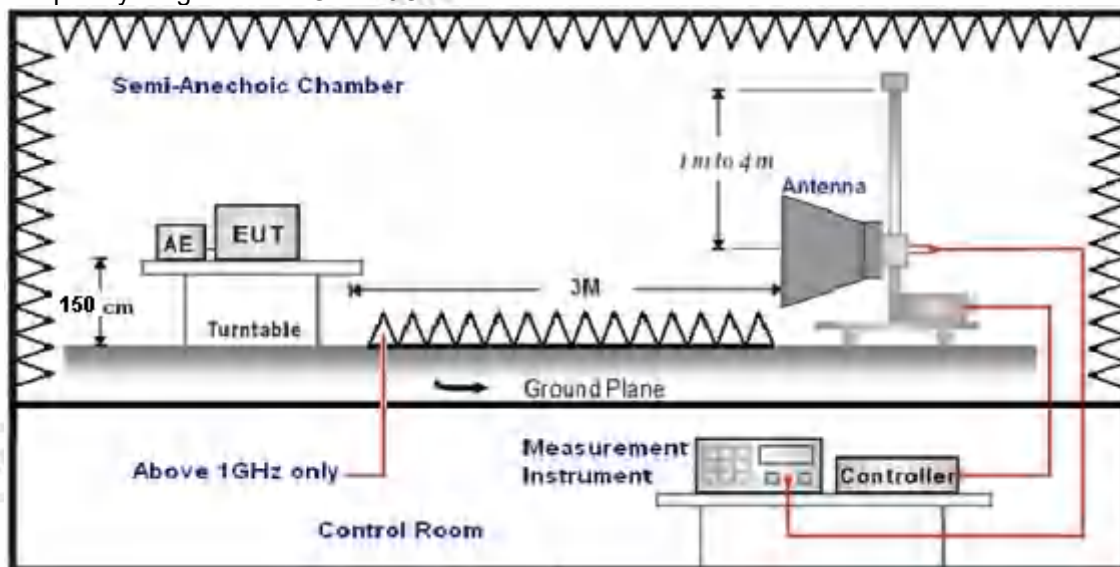 Semi-Anechoic Chamber
1 m to 4 m
Antenna
AE
EUT
150 cm
3M
Turntable
Ground Plane
Above 1GHz only
Measurement
Instrument
Controller
Control Room